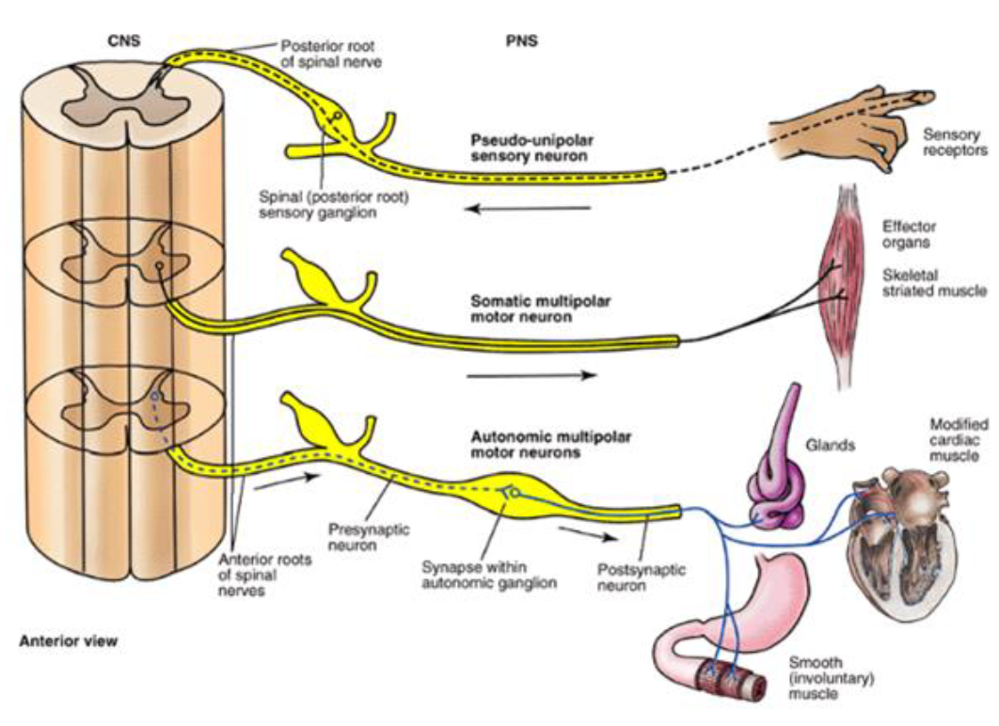 CNS
PNS
Posterior root
of spinal nerve
Pseudo-unipolar
sensory neuron
Sensory
receptors
Spinal (posterior root)
sensory ganglion
Effector
organs
Skeletal
striated muscle
Somatic multipolar
motor neuron
Autonomic multipolar
motor neurons
Glands
Modified
cardiac
muscle
Presynaptic
neuron
Anterior roots
of spinal
nerves
Synapse within
autonomic ganglion
Postsynaptic
neuron
Anterior view
Smooth
(involuntary)
muscle